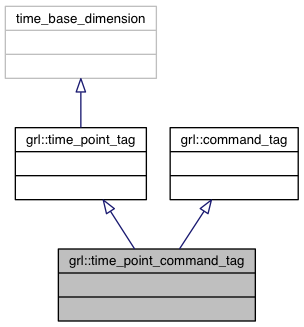 time_base_dimension
grl::time_point_tag
grl::command_tag
grl::time_point_command_tag